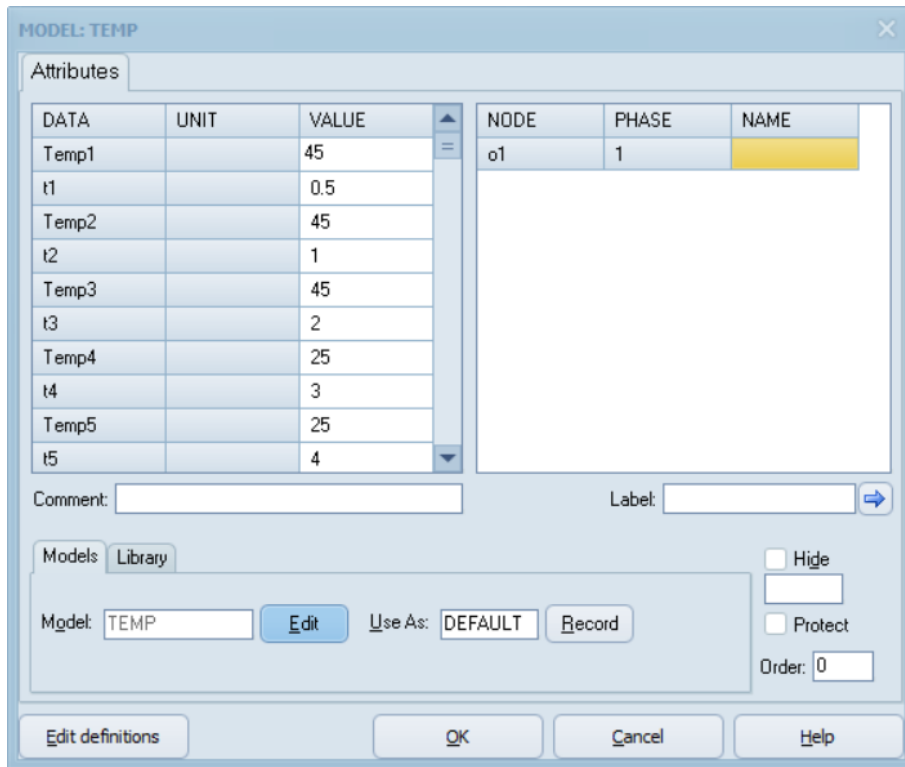 MODEL: TEMP
Attributes
DATA UNIT VALUE NODE PHASE NAME
Temp1 45 o1 1
t1 0.5
Temp2 45
t2 1
Temp3 45
t3 2
Temp4 25
t4 3
Temp5 25
t5 4
Comment: Label:
Models Library Hide
Model: TEMP Edit Use As: DEFAULT Record Protect
Order: 0
Edit definitions OK Cancel Help